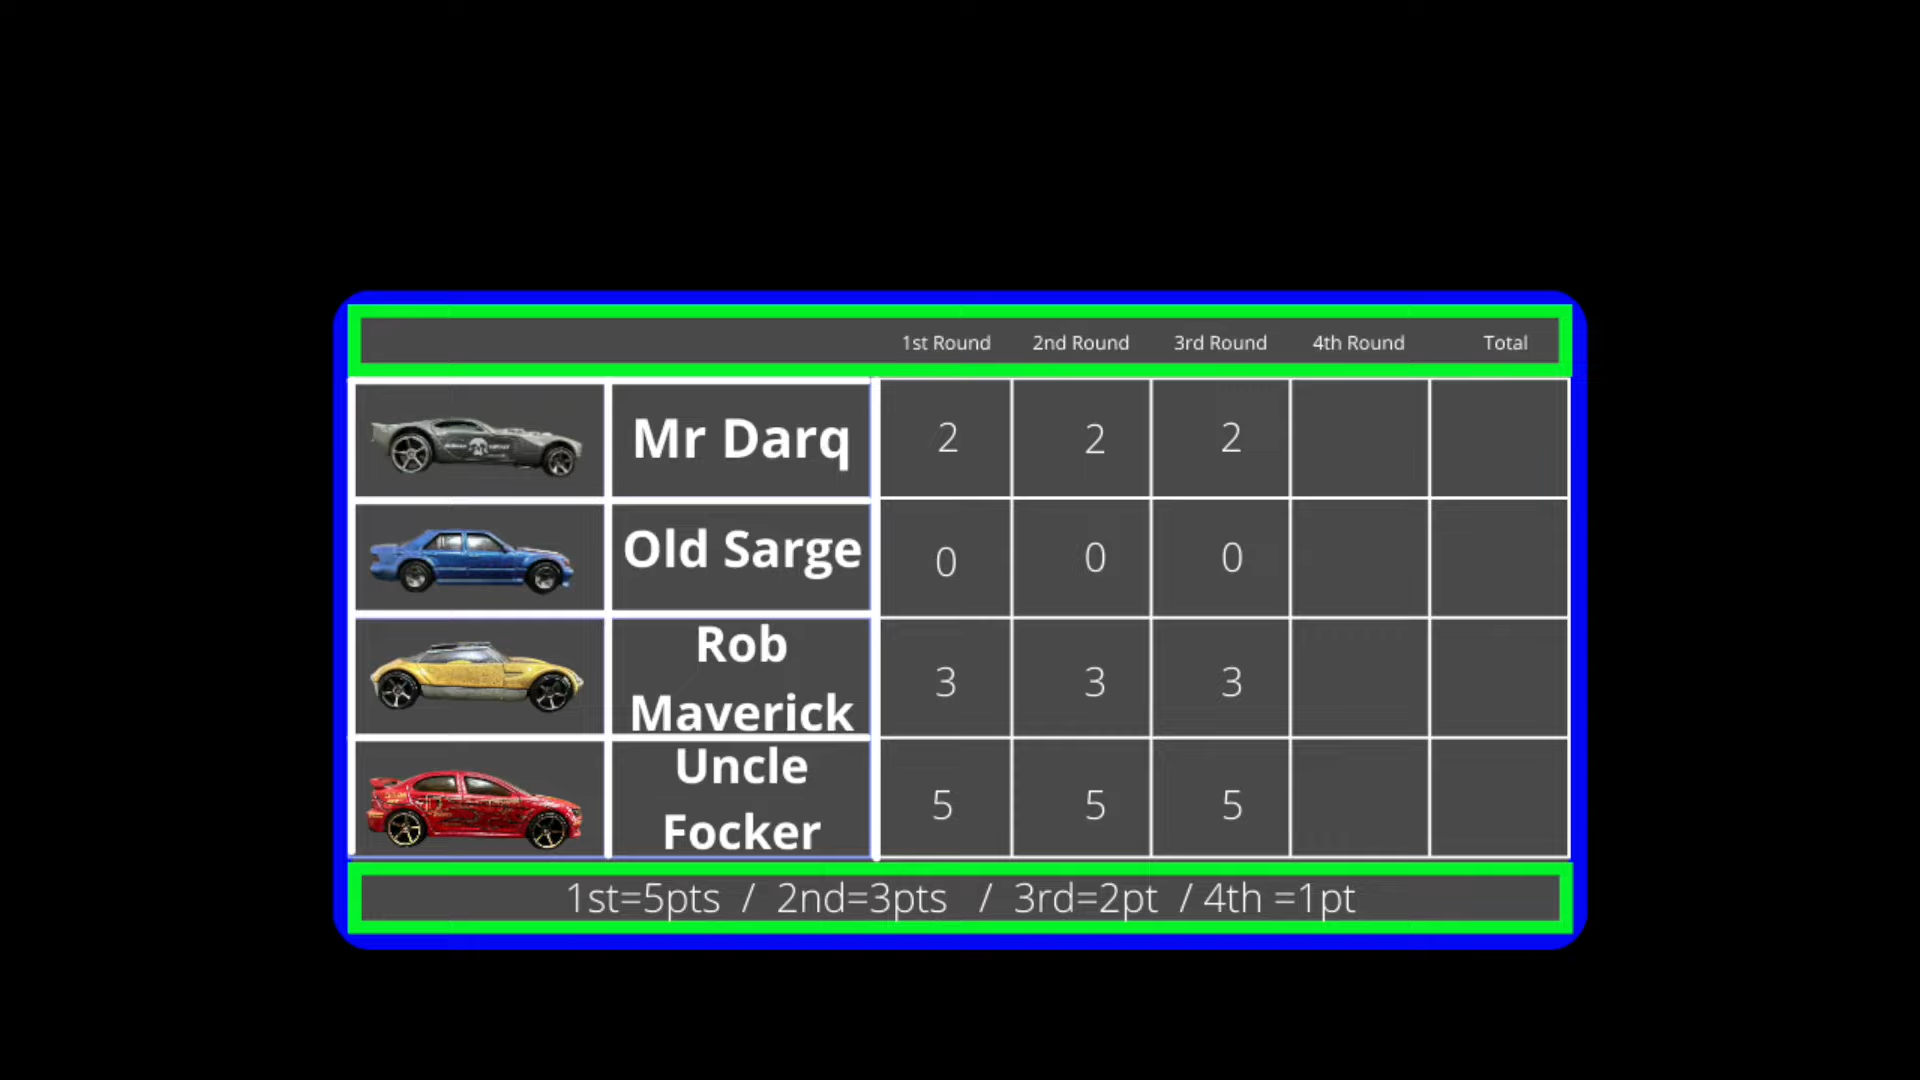 1st Round 2nd Round 3rd Round 4th Round Total
Mr Darq 2 2 2
Old Sarge 0 0 0
Rob
Maverick 3 3 3
Uncle
Focker 5 5 5
1st=5pts / 2nd=3pts / 3rd=2pt / 4th =1pt